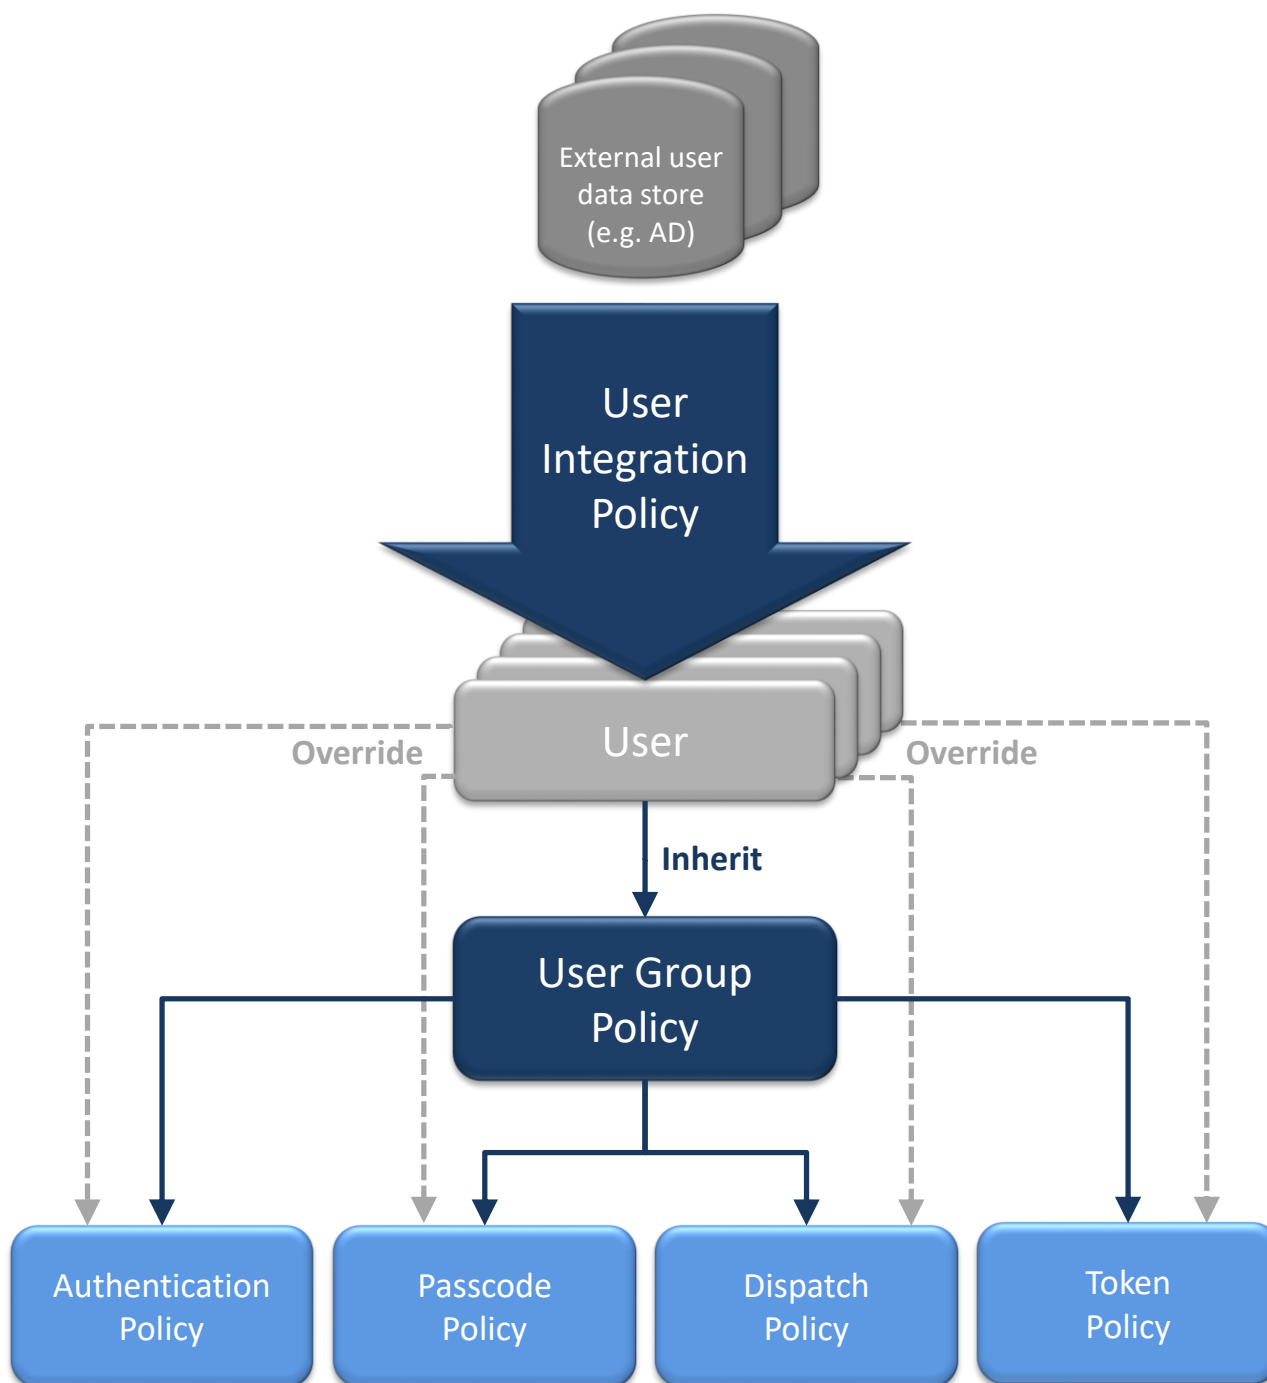 External user
data store
(e.g. AD)
User
Integration
Policy
User
Override
Override
Inherit
User Group
Policy
Authentication
Policy
Passcode
Policy
Dispatch
Policy
Token
Policy